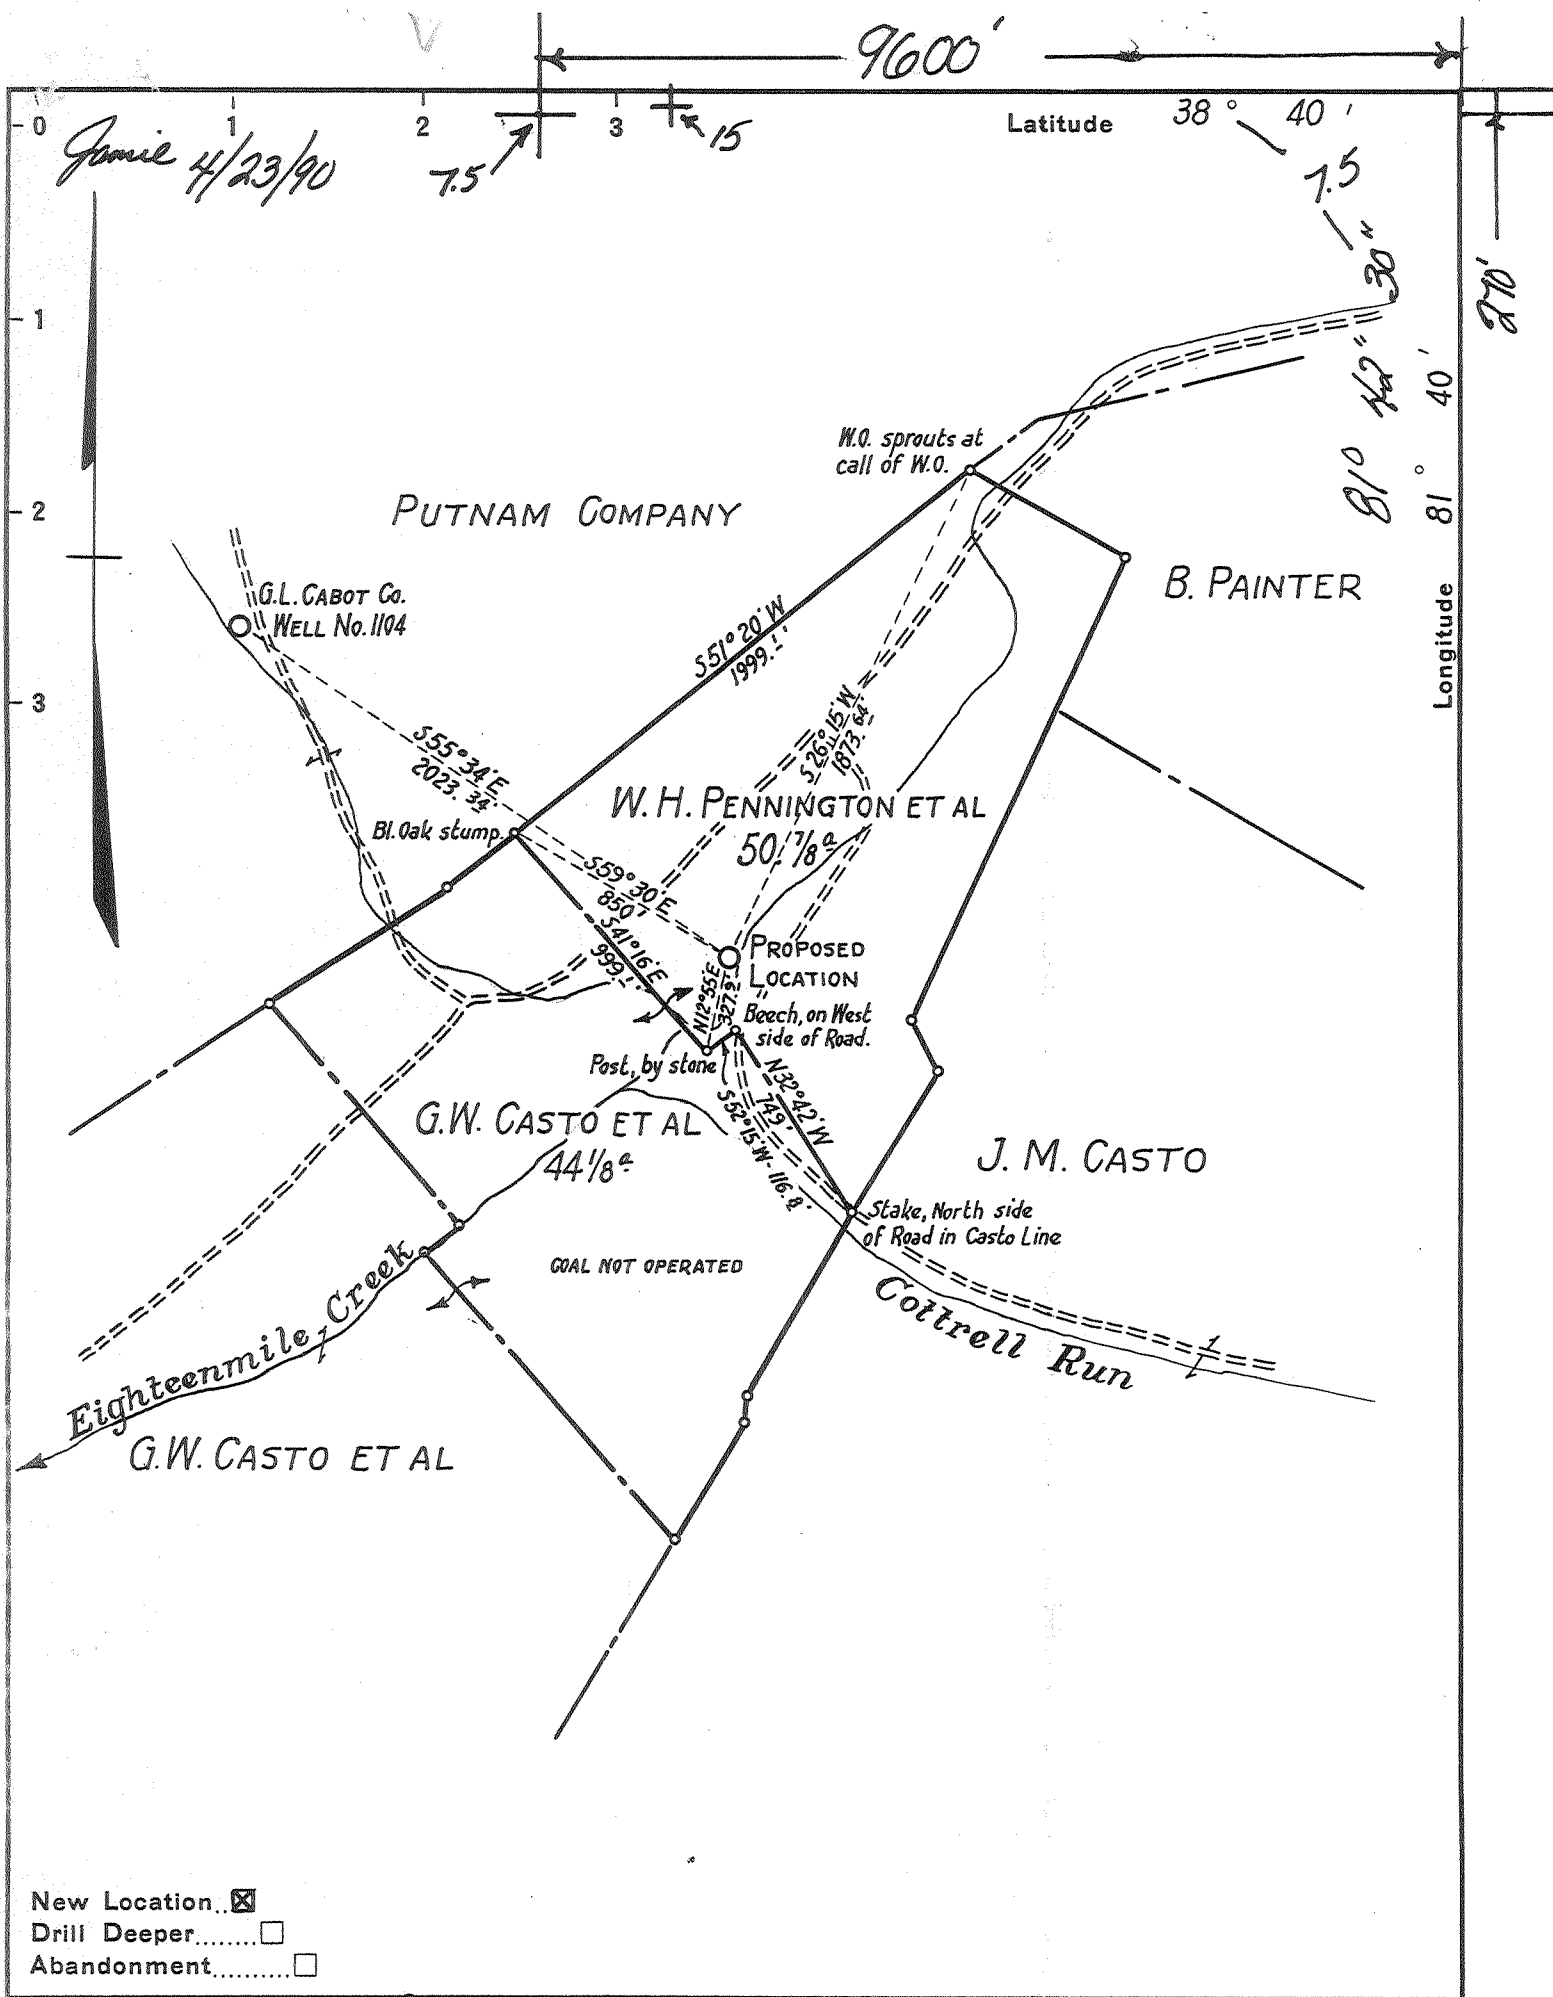 9600'
0 1 2 3
Latitude 38° 40'
Jamie 4/23/90
7.5
15
7.5
270'
1
2
3
81° 42' 30"
Longitude 81° 40'
W.O. sprouts at
call of W.O.
PUTNAM COMPANY
B. PAINTER
G.L. CABOT CO.
WELL No. 1104
S51°20'W
1999.1'
S26°15'W
1873.64'
S55°34'E
2023.34'
W.H. PENNINGTON ET AL
50 7/8 a
Bl. Oak stump.
S59°30'E
850'
S41°16'E
999.1'
PROPOSED
LOCATION
N12°55'E
327.9'
Beech, on West
side of Road.
Post, by stone
N32°42'W
749'
S52°15'W-116.8'
G.W. CASTO ET AL
44 1/8 a
J.M. CASTO
Stake, North side
of Road in Casto Line
COAL NOT OPERATED
Eighteenmile Creek
Cottrell Run
G.W. CASTO ET AL
New Location..☒
Drill Deeper........☐
Abandonment..........☐